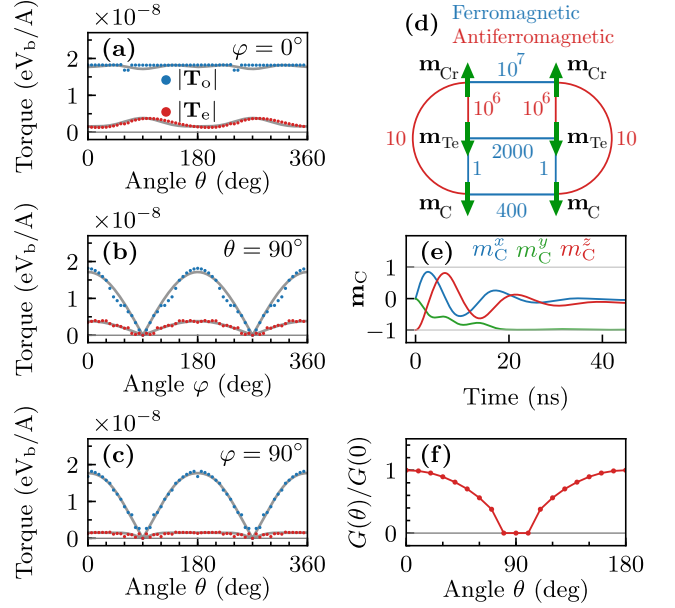 ×10⁻⁸
Torque (eV_b/A)
2
1
0
(a)
φ = 0°
|T_o|
|T_e|
0 180 360
Angle θ (deg)
×10⁻⁸
Torque (eV_b/A)
2
1
0
(b)
θ = 90°
0 180 360
Angle φ (deg)
×10⁻⁸
Torque (eV_b/A)
2
1
0
(c)
φ = 90°
0 180 360
Angle θ (deg)
(d)
Ferromagnetic
Antiferromagnetic
m_Cr 10⁷ m_Cr
10⁶ 10⁶
10 m_Te m_Te 10
2000
1 1
m_C m_C
400
(e)
m_C^x m_C^y m_C^z
m_C
1
0
−1
0 20 40
Time (ns)
(f)
G(θ)/G(0)
1
0
0 90 180
Angle θ (deg)